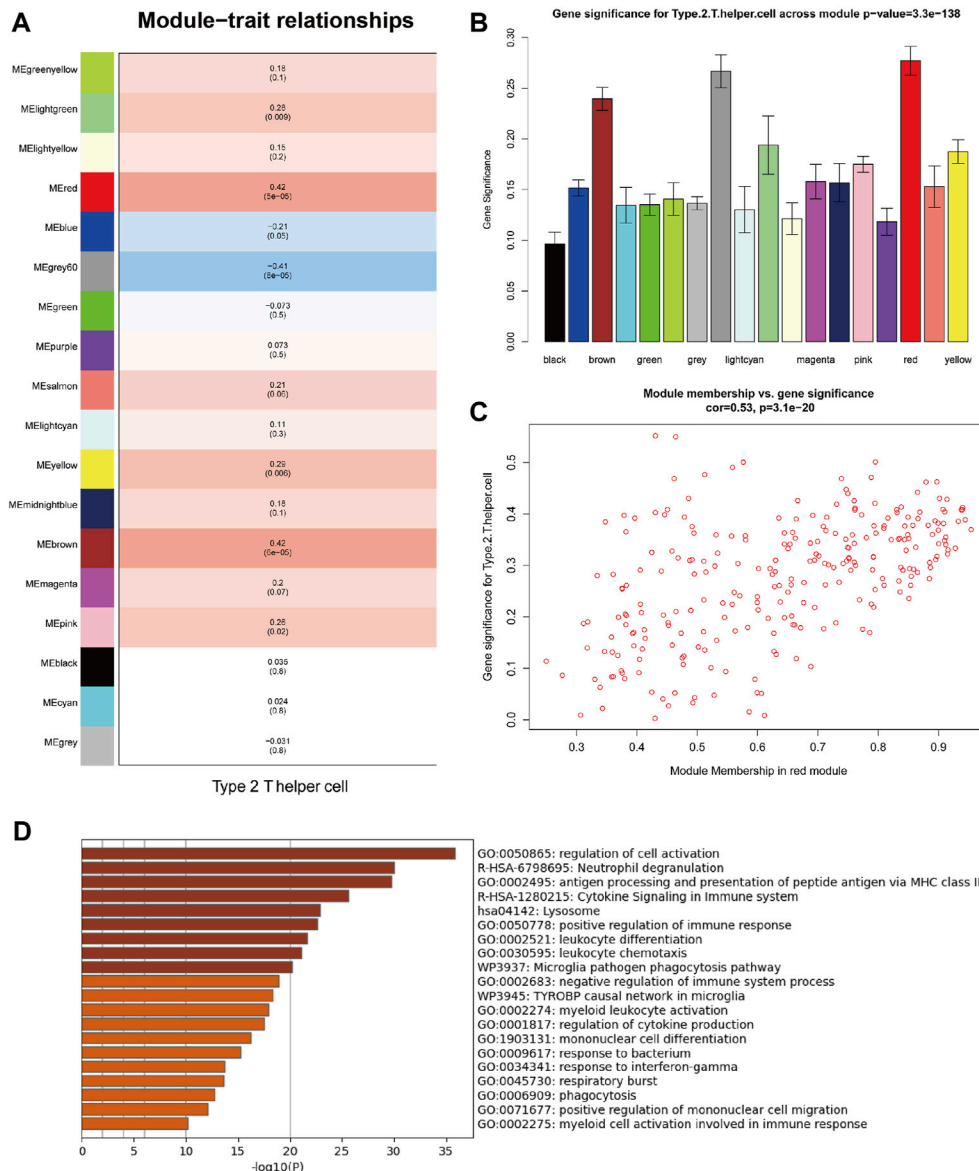 A
Module−trait relationships
MEgreenyellow
0.18
(0.1)
MElightgreen
0.28
(0.009)
MElightyellow
0.15
(0.2)
MEred
0.42
(5e−05)
MEblue
−0.21
(0.05)
MEgrey60
−0.41
(8e−05)
MEgreen
−0.073
(0.5)
MEpurple
0.073
(0.5)
MEsalmon
0.21
(0.06)
MElightcyan
0.11
(0.3)
MEyellow
0.29
(0.006)
MEmidnightblue
0.18
(0.1)
MEbrown
0.42
(6e−05)
MEmagenta
0.2
(0.07)
MEpink
0.26
(0.02)
MEblack
0.035
(0.8)
MEcyan
0.024
(0.8)
MEgrey
−0.031
(0.8)
Type 2 T helper cell
B
Gene significance for Type.2.T.helper.cell across module p−value=3.3e−138
Gene Significance
0.30
0.25
0.20
0.15
0.10
0.05
0.00
black brown green grey lightcyan magenta pink red yellow
C
Module membership vs. gene significance
cor=0.53, p=3.1e−20
Gene significance for Type.2.T.helper.cell
0.5
0.4
0.3
0.2
0.1
0.0
0.3 0.4 0.5 0.6 0.7 0.8 0.9
Module Membership in red module
D
GO:0050865: regulation of cell activation
R-HSA-6798695: Neutrophil degranulation
GO:0002495: antigen processing and presentation of peptide antigen via MHC class II
R-HSA-1280215: Cytokine Signaling in Immune system
hsa04142: Lysosome
GO:0050778: positive regulation of immune response
GO:0002521: leukocyte differentiation
GO:0030595: leukocyte chemotaxis
WP3937: Microglia pathogen phagocytosis pathway
GO:0002683: negative regulation of immune system process
WP3945: TYROBP causal network in microglia
GO:0002274: myeloid leukocyte activation
GO:0001817: regulation of cytokine production
GO:1903131: mononuclear cell differentiation
GO:0009617: response to bacterium
GO:0034341: response to interferon-gamma
GO:0045730: respiratory burst
GO:0006909: phagocytosis
GO:0071677: positive regulation of mononuclear cell migration
GO:0002275: myeloid cell activation involved in immune response
0 5 10 15 20 25 30 35
-log10(P)